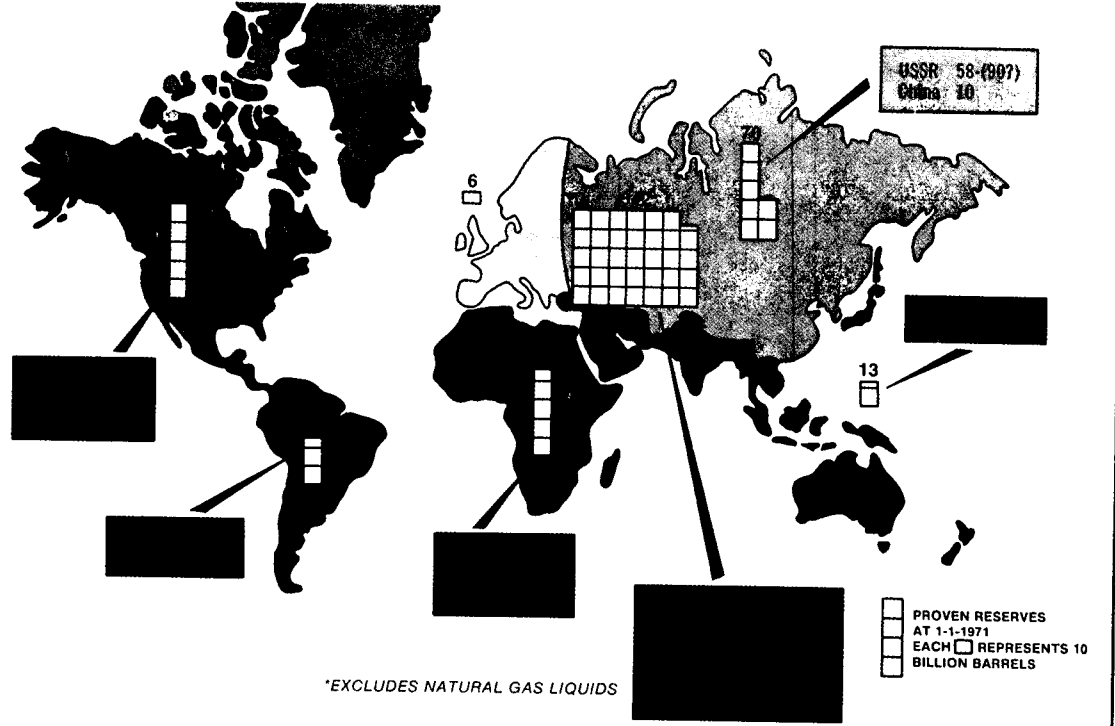 6
USSR 58-(90?)
China 10
13
PROVEN RESERVES
AT 1-1-1971
EACH REPRESENTS 10
BILLION BARRELS
*EXCLUDES NATURAL GAS LIQUIDS